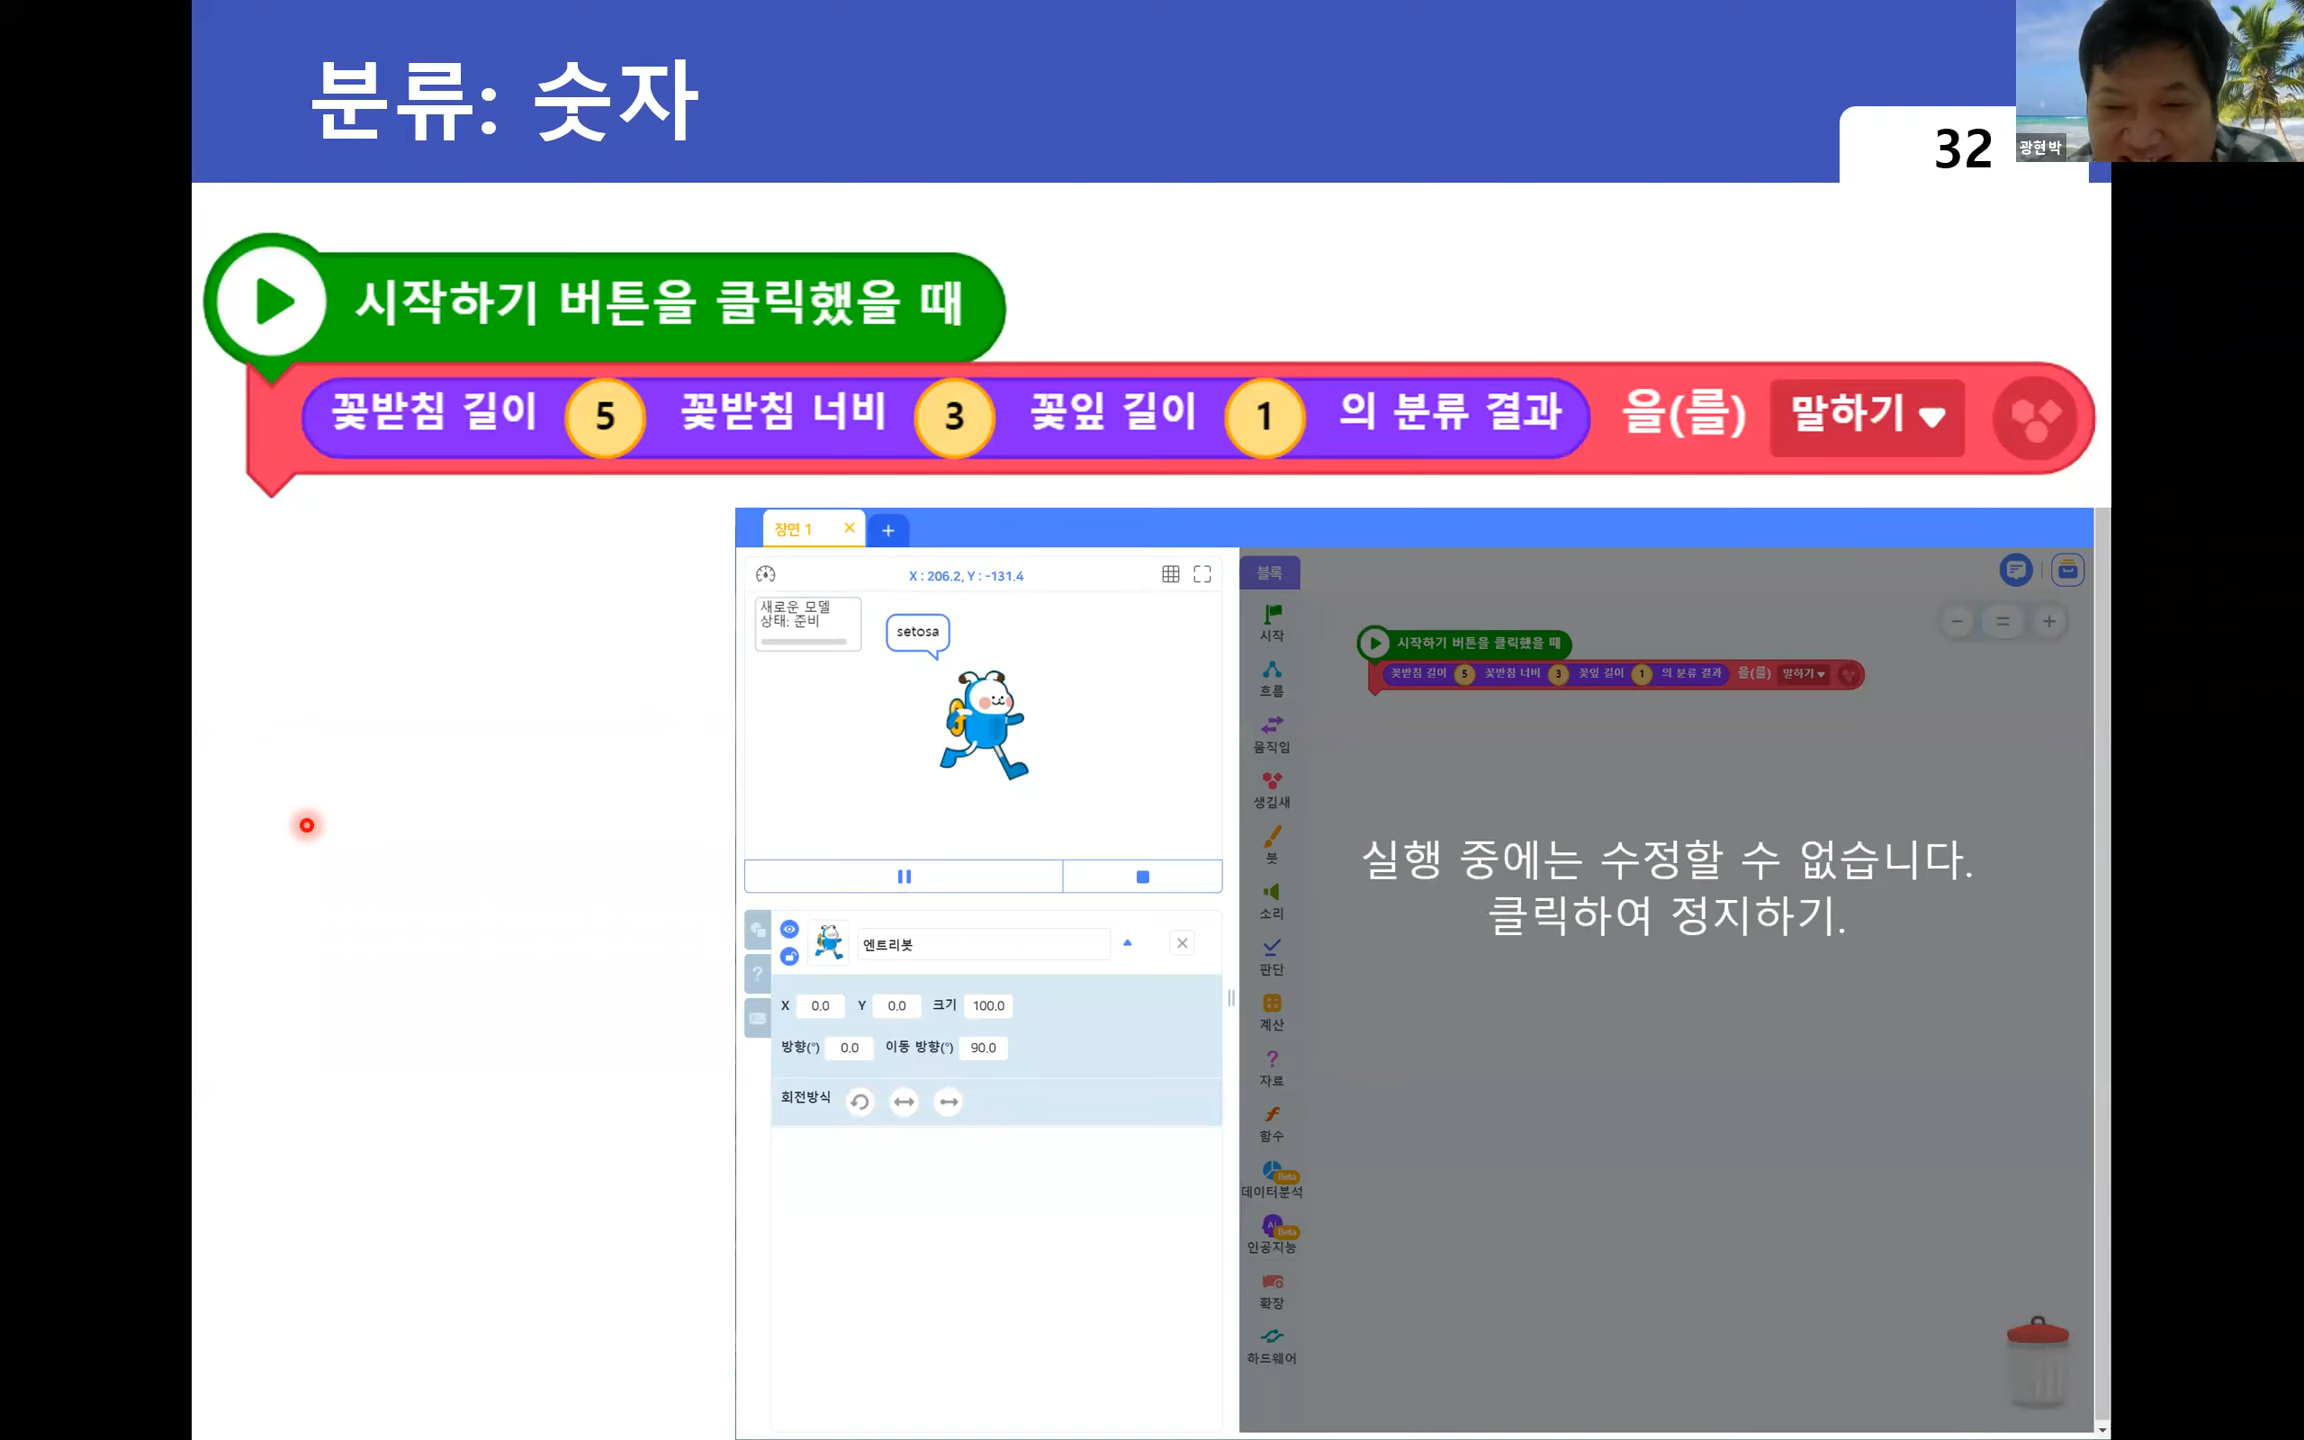 분류: 숫자
32
광현박
시작하기 버튼을 클릭했을 때
꽃받침 길이 5 꽃받침 너비 3 꽃잎 길이 1 의 분류 결과 을(를) 말하기
장면 1
+
X : 206.2, Y : -131.4
새로운 모델
상태: 준비
setosa
엔트리봇
X 0.0 Y 0.0 크기 100.0
방향(°) 0.0 이동 방향(°) 90.0
회전방식
블록
시작
흐름
움직임
생김새
붓
소리
판단
계산
자료
함수
Beta
데이터분석
AI Beta
인공지능
확장
하드웨어
시작하기 버튼을 클릭했을 때
꽃받침 길이 5 꽃받침 너비 3 꽃잎 길이 1 의 분류 결과 을(를) 말하기
실행 중에는 수정할 수 없습니다.
클릭하여 정지하기.